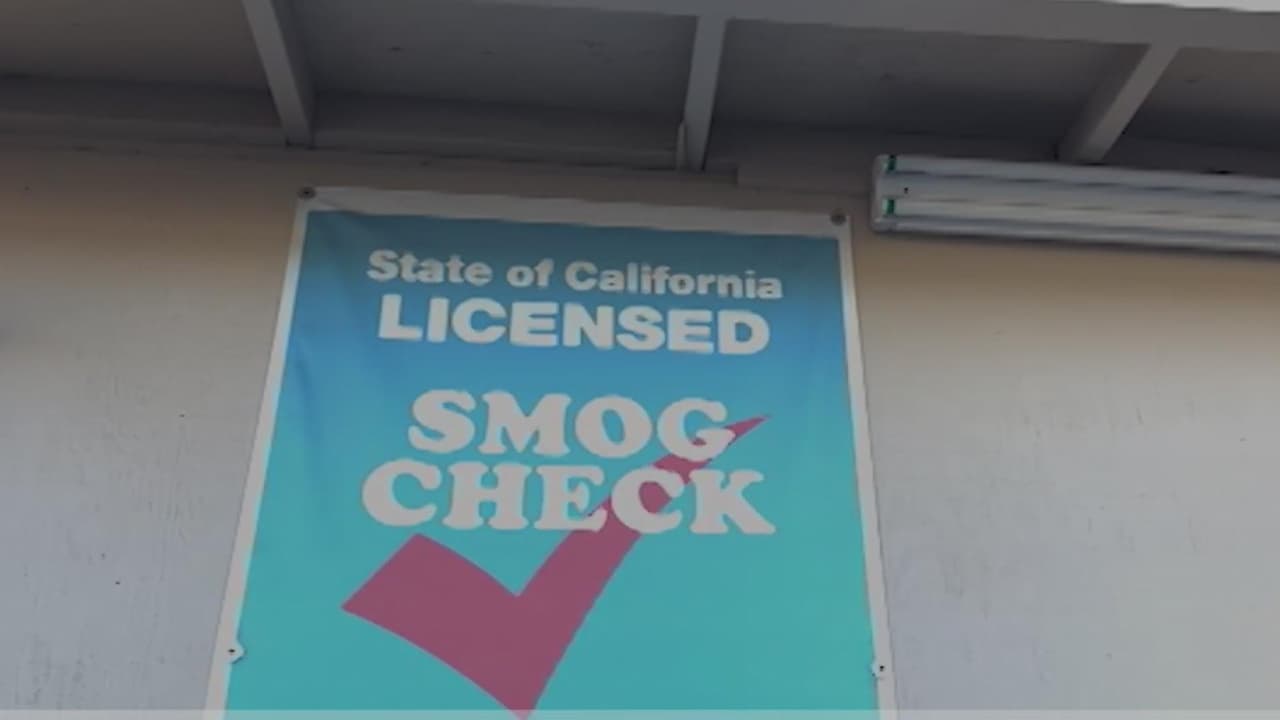 State of California
LICENSED
SMOG
CHECK